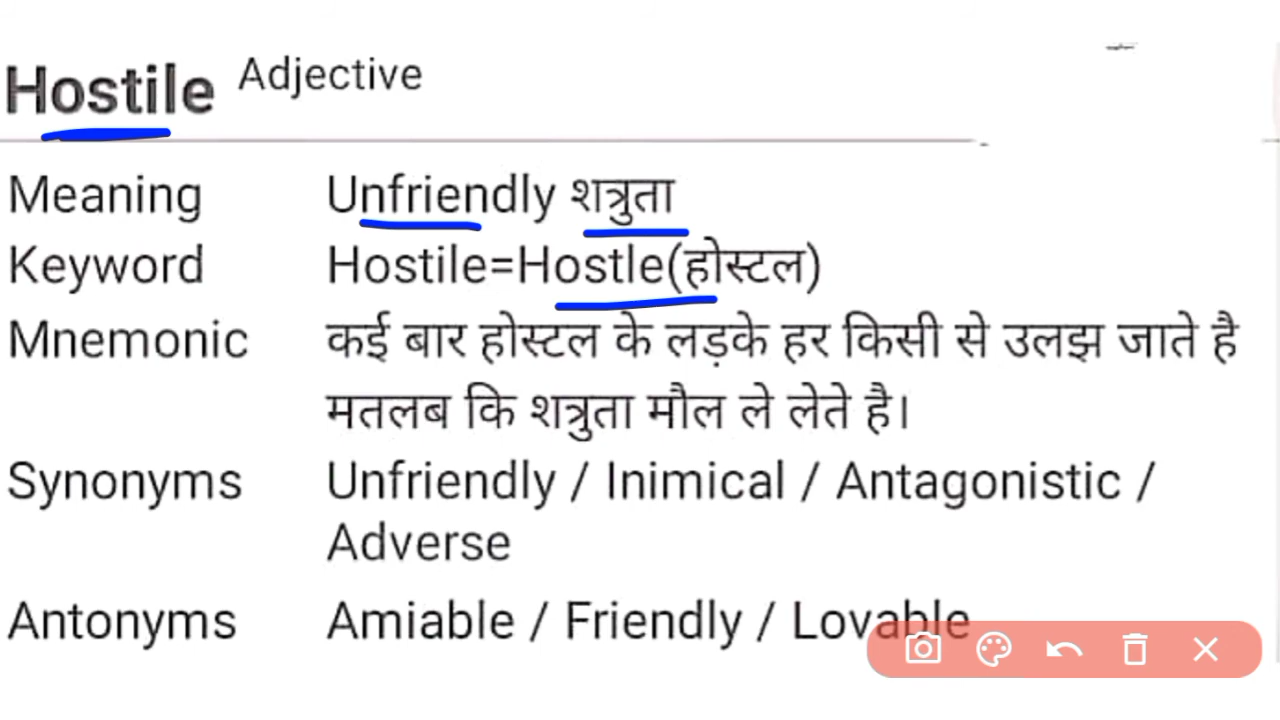 Hostile Adjective
Meaning Unfriendly शत्रुता
Keyword Hostile=Hostle(होस्टल)
Mnemonic कई बार होस्टल के लड़के हर किसी से उलझ जाते है
मतलब कि शत्रुता मौल ले लेते है।
Synonyms Unfriendly / Inimical / Antagonistic /
Adverse
Antonyms Amiable / Friendly / Lovable